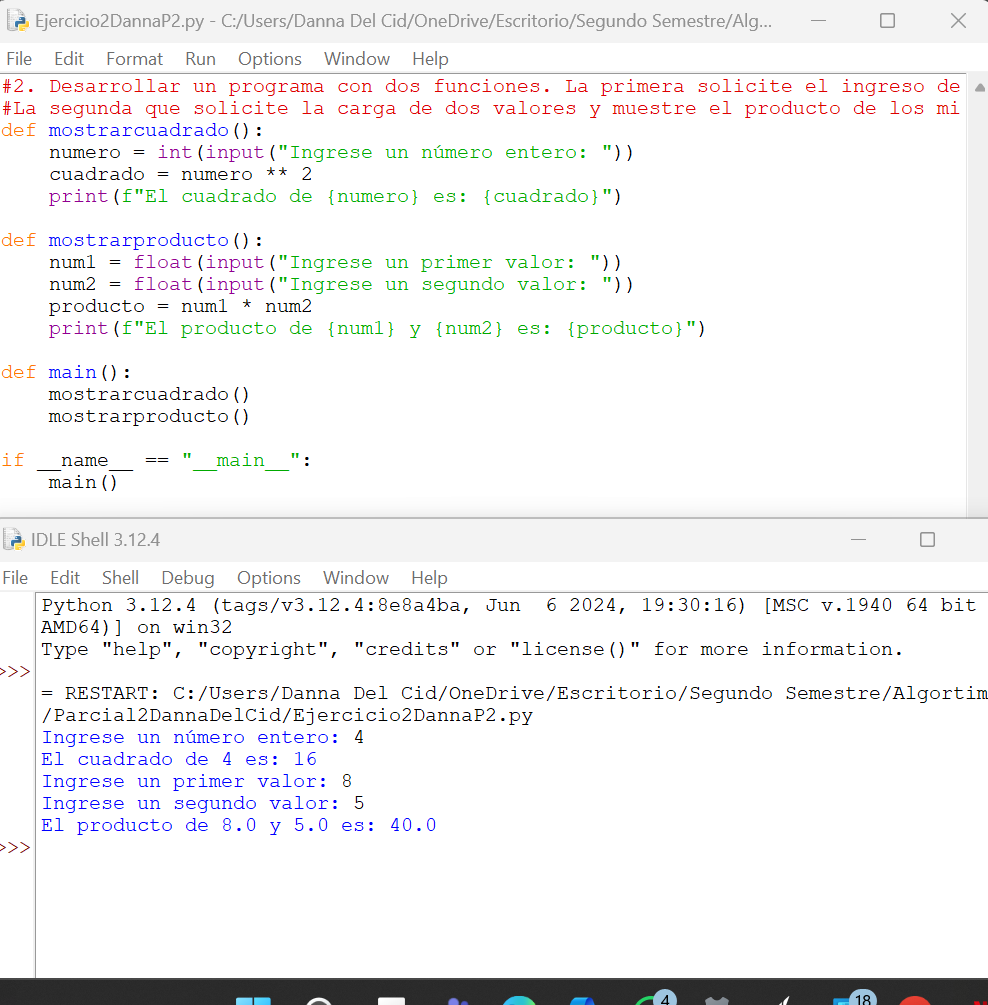 Ejercicio2DannaP2.py - C:/Users/Danna Del Cid/OneDrive/Escritorio/Segundo Semestre/Alg...
File Edit Format Run Options Window Help
#2. Desarrollar un programa con dos funciones. La primera solicite el ingreso de
#La segunda que solicite la carga de dos valores y muestre el producto de los mi
def mostrarcuadrado():
    numero = int(input("Ingrese un número entero: "))
    cuadrado = numero ** 2
    print(f"El cuadrado de {numero} es: {cuadrado}")
def mostrarproducto():
    num1 = float(input("Ingrese un primer valor: "))
    num2 = float(input("Ingrese un segundo valor: "))
    producto = num1 * num2
    print(f"El producto de {num1} y {num2} es: {producto}")
def main():
    mostrarcuadrado()
    mostrarproducto()
if __name__ == "__main__":
    main()
IDLE Shell 3.12.4
File Edit Shell Debug Options Window Help
Python 3.12.4 (tags/v3.12.4:8e8a4ba, Jun  6 2024, 19:30:16) [MSC v.1940 64 bit
AMD64)] on win32
Type "help", "copyright", "credits" or "license()" for more information.
>>>
= RESTART: C:/Users/Danna Del Cid/OneDrive/Escritorio/Segundo Semestre/Algortim
/Parcial2DannaDelCid/Ejercicio2DannaP2.py
Ingrese un número entero: 4
El cuadrado de 4 es: 16
Ingrese un primer valor: 8
Ingrese un segundo valor: 5
El producto de 8.0 y 5.0 es: 40.0
>>>
4 18